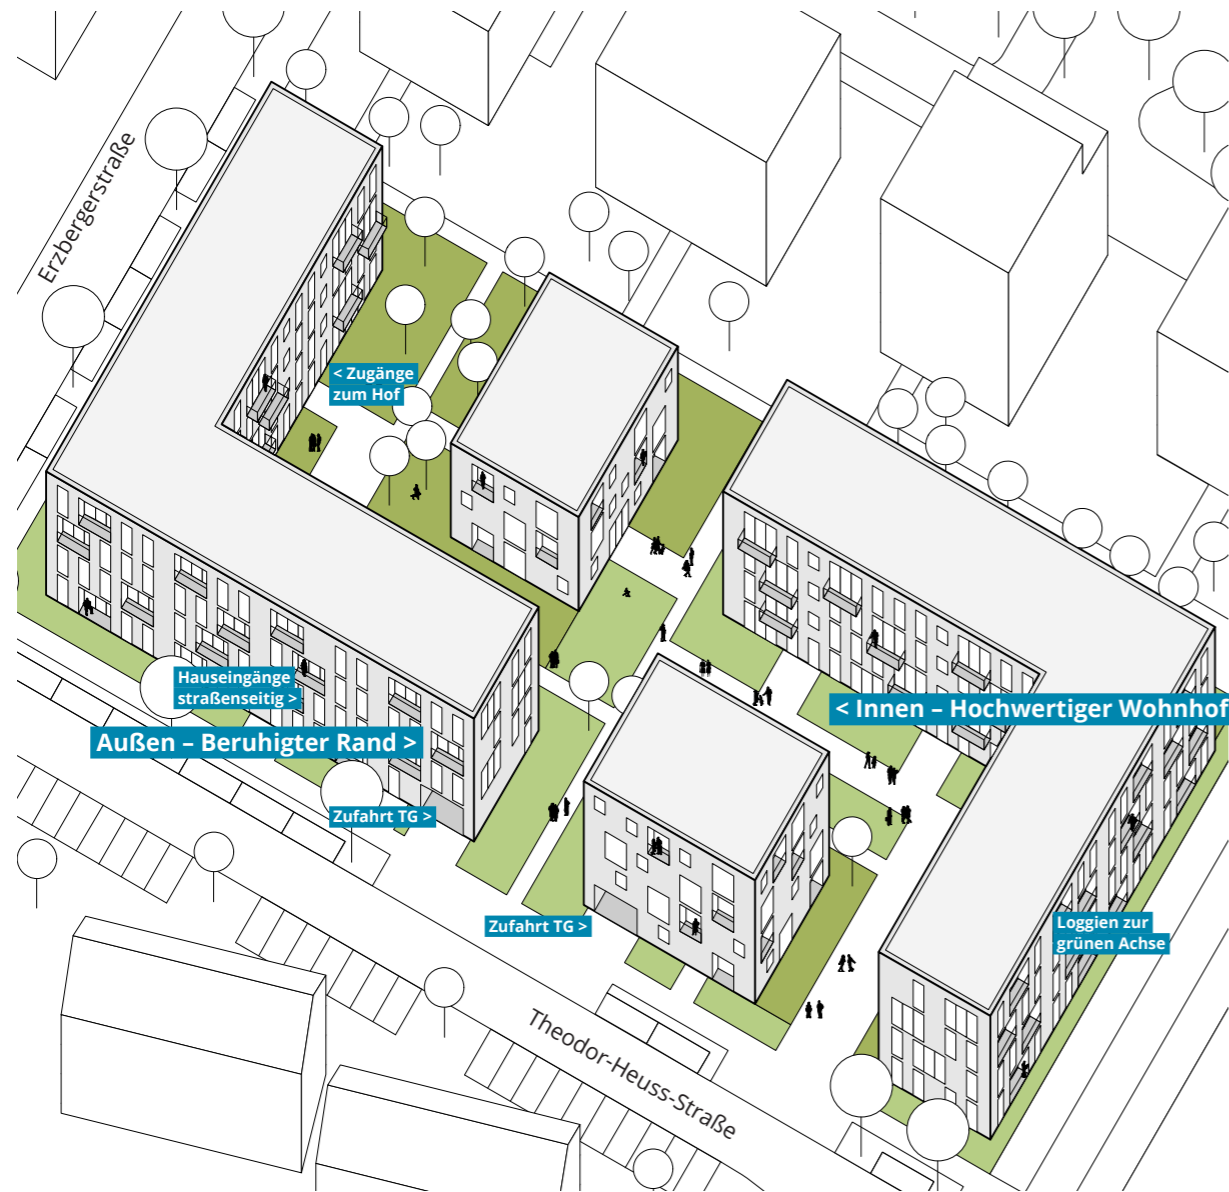 Erzbergerstraße
< Zugänge
zum Hof
Hauseingänge
straßenseitig >
< Innen – Hochwertiger Wohnhof
Außen – Beruhigter Rand >
Zufahrt TG >
Zufahrt TG >
Loggien zur
grünen Achse
Theodor-Heuss-Straße